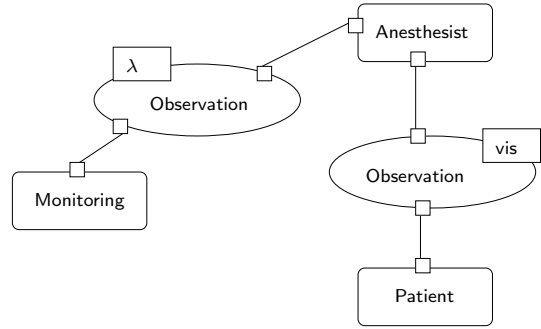 Anesthesist
λ
Observation
vis
Observation
Monitoring
Patient